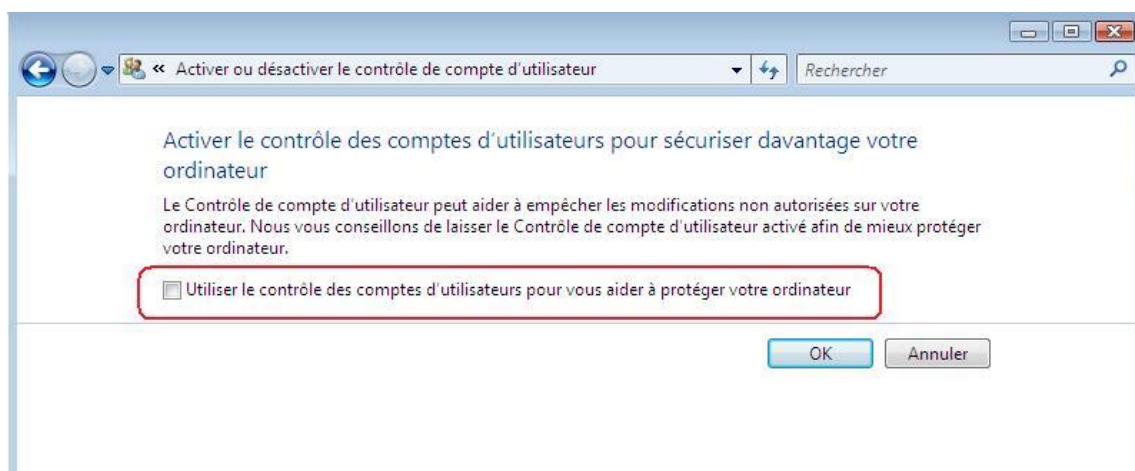 « Activer ou désactiver le contrôle de compte d'utilisateur
Rechercher
Activer le contrôle des comptes d'utilisateurs pour sécuriser davantage votre
ordinateur
Le Contrôle de compte d'utilisateur peut aider à empêcher les modifications non autorisées sur votre
ordinateur. Nous vous conseillons de laisser le Contrôle de compte d'utilisateur activé afin de mieux protéger
votre ordinateur.
Utiliser le contrôle des comptes d'utilisateurs pour vous aider à protéger votre ordinateur
OK
Annuler